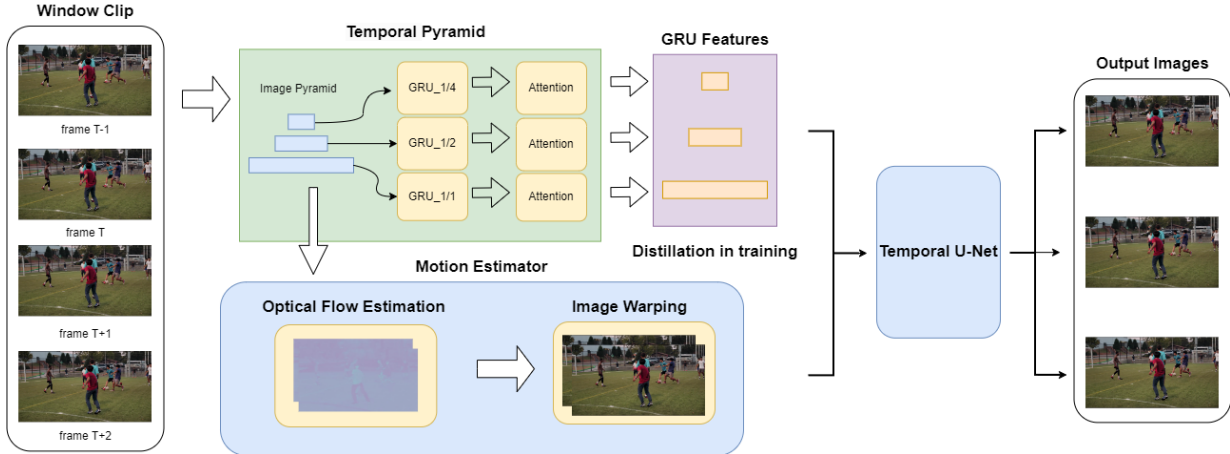 Window Clip
frame T-1
frame T
frame T+1
frame T+2
Temporal Pyramid
Image Pyramid
GRU_1/4
Attention
GRU_1/2
Attention
GRU_1/1
Attention
GRU Features
Distillation in training
Motion Estimator
Optical Flow Estimation
Image Warping
Temporal U-Net
Output Images